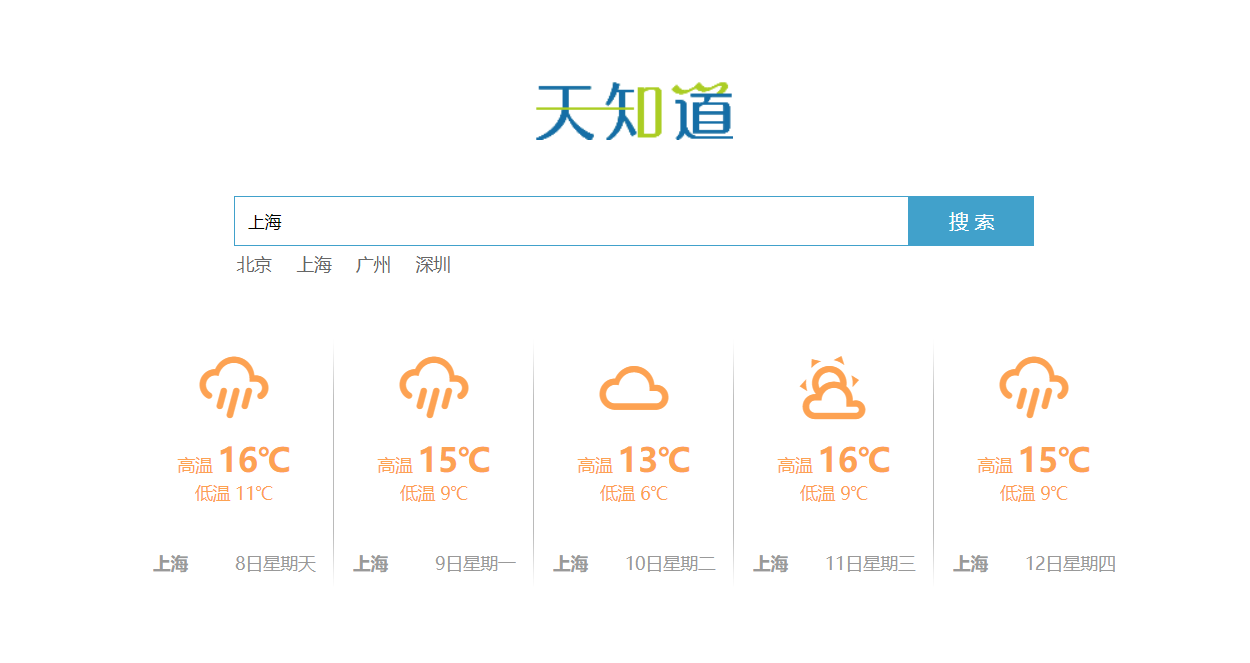 天知道
上海
搜 索
北京 上海 广州 深圳
高温 16℃
低温 11℃
上海 8日星期天
高温 15℃
低温 9℃
上海 9日星期一
高温 13℃
低温 6℃
上海 10日星期二
高温 16℃
低温 9℃
上海 11日星期三
高温 15℃
低温 9℃
上海 12日星期四